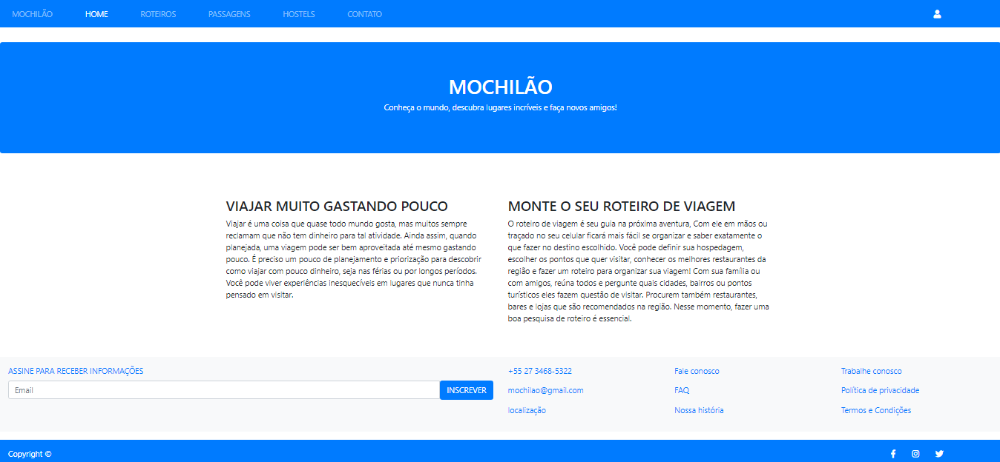 MOCHILÃO HOME ROTEIROS PASSAGENS HOSTELS CONTATO
MOCHILÃO
Conheça o mundo, descubra lugares incríveis e faça novos amigos!
VIAJAR MUITO GASTANDO POUCO
Viajar é uma coisa que quase todo mundo gosta, mas muitos sempre
reclamam que não tem dinheiro para tal atividade. Ainda assim, quando
planejada, uma viagem pode ser bem aproveitada até mesmo gastando
pouco. É preciso um pouco de planejamento e priorização para descobrir
como viajar com pouco dinheiro, seja nas férias ou por longos períodos.
Você pode viver experiências inesquecíveis em lugares que nunca tinha
pensado em visitar.
MONTE O SEU ROTEIRO DE VIAGEM
O roteiro de viagem é seu guia na próxima aventura, Com ele em mãos ou
traçado no seu celular ficará mais fácil se organizar e saber exatamente o
que fazer no destino escolhido. Você pode definir sua hospedagem,
escolher os pontos que quer visitar, conhecer os melhores restaurantes da
região e fazer um roteiro para organizar sua viagem! Com sua família ou
com amigos, reúna todos e pergunte quais cidades, bairros ou pontos
turísticos eles fazem questão de visitar. Procurem também restaurantes,
bares e lojas que são recomendados na região. Nesse momento, fazer uma
boa pesquisa de roteiro é essencial.
ASSINE PARA RECEBER INFORMAÇÕES
Email INSCREVER
+55 27 3468-5322
mochilao@gmail.com
localização
Fale conosco
FAQ
Nossa história
Trabalhe conosco
Política de privacidade
Termos e Condições
Copyright ©